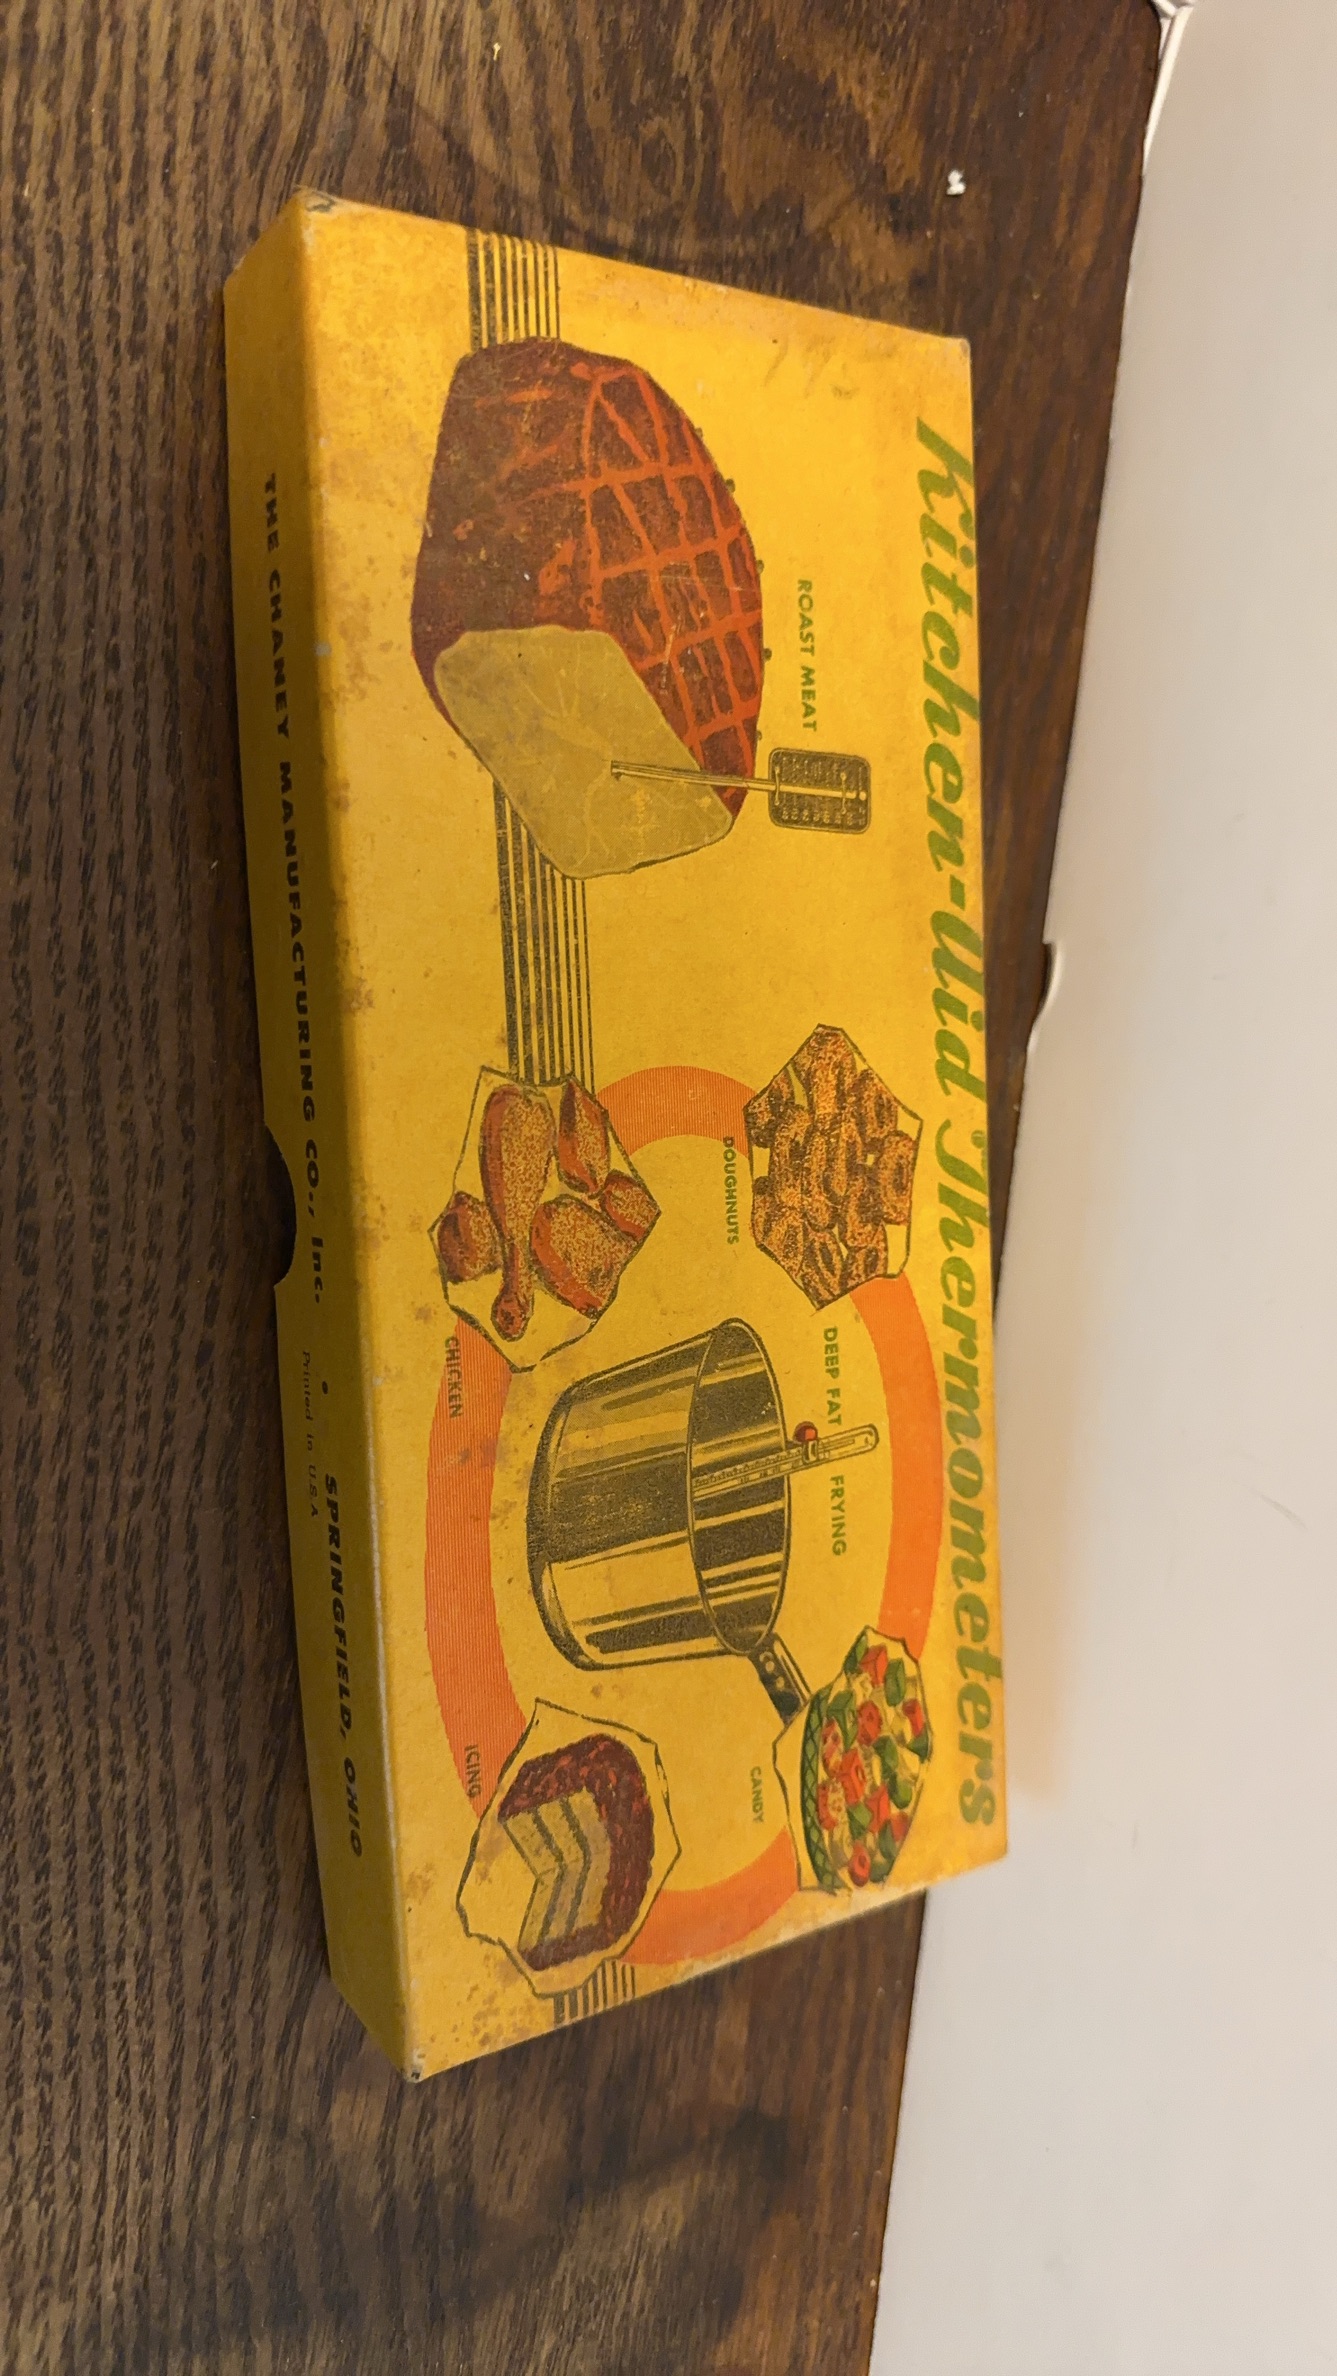 Kitchen-Aid Thermometers
ROAST MEAT
DOUGHNUTS
DEEP FAT FRYING
CHICKEN
CANDY
ICING
THE CHANEY MANUFACTURING CO., Inc. • SPRINGFIELD, OHIO
Printed in U.S.A